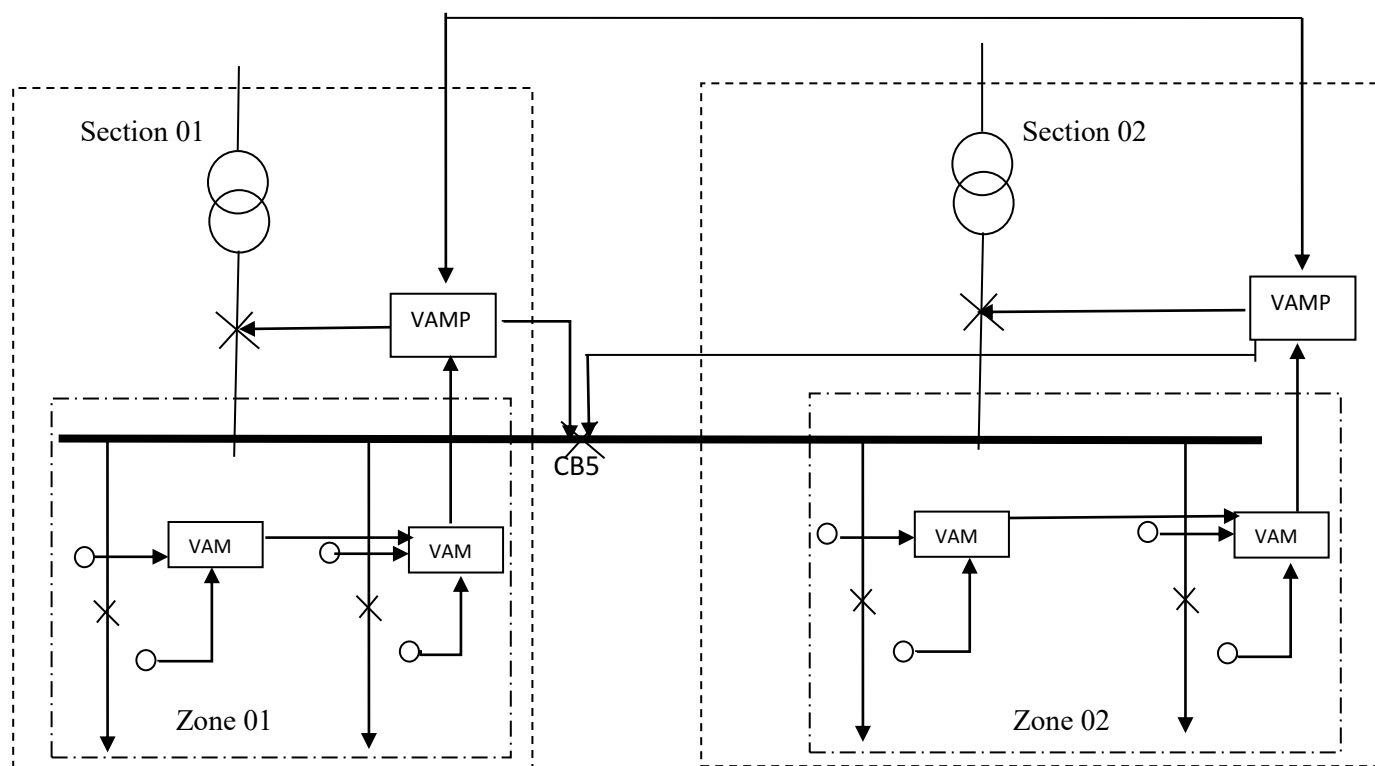 Section 01
Section 02
VAMP
VAMP
CB5
VAM
VAM
VAM
VAM
Zone 01
Zone 02